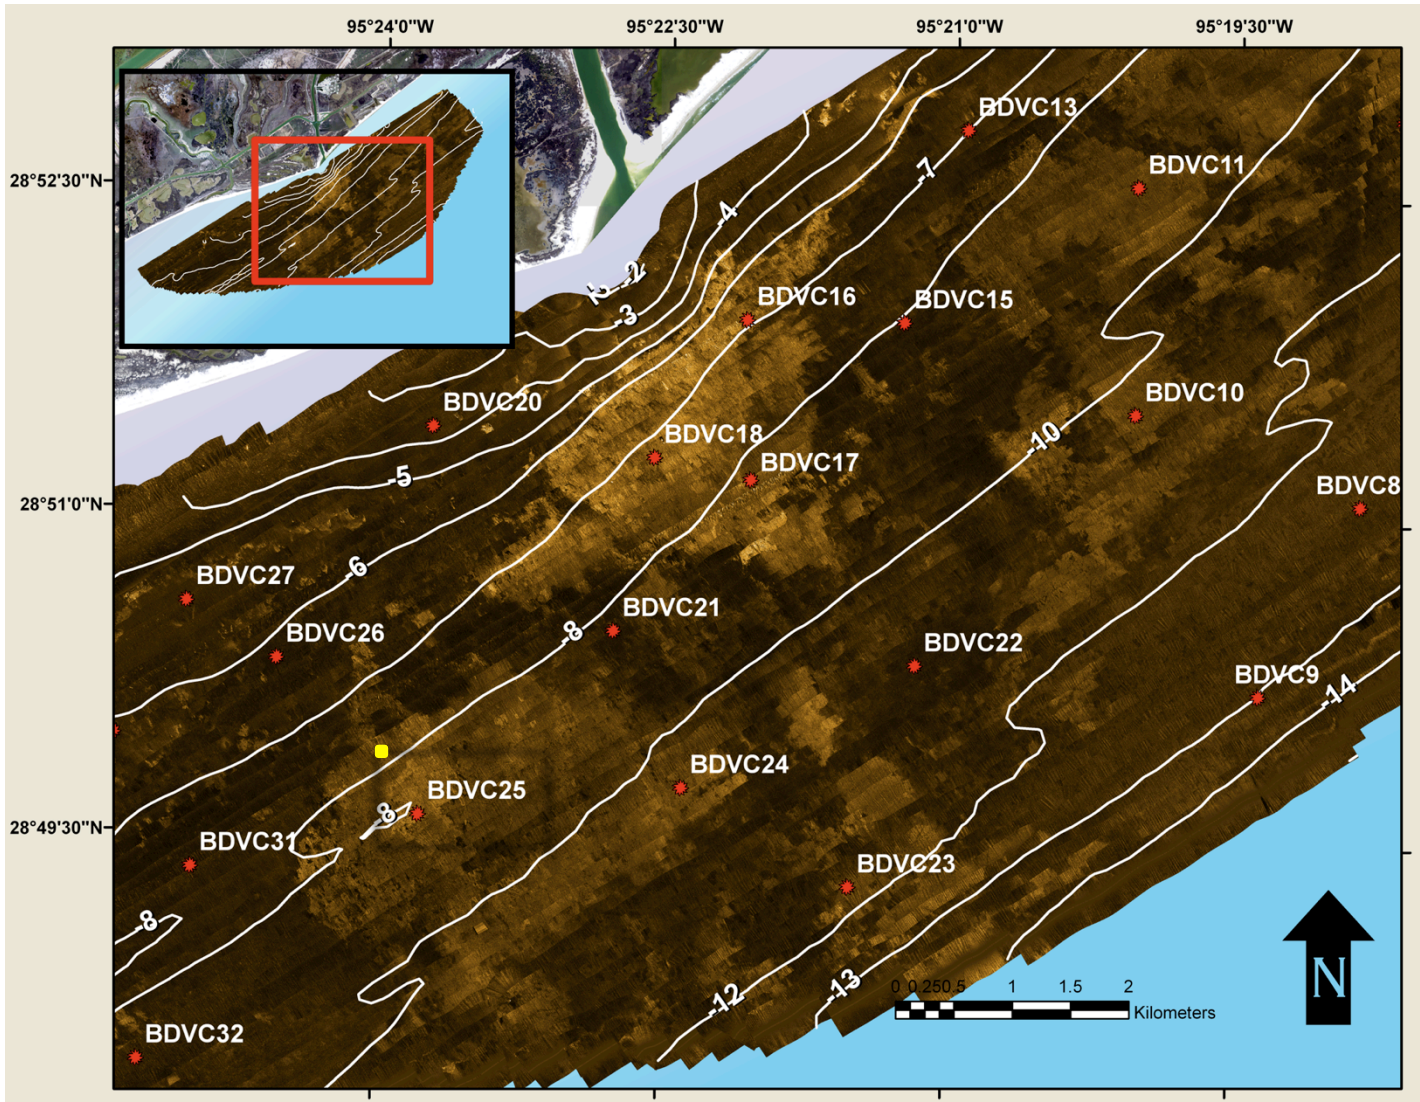 95°24'0"W
95°22'30"W
95°21'0"W
95°19'30"W
28°52'30"N
28°51'0"N
28°49'30"N
BDVC13
-7
BDVC11
-4
-2
-2
BDVC16
BDVC15
-3
BDVC20
BDVC10
BDVC18
-10
BDVC17
-5
BDVC8
-6
BDVC27
BDVC21
-8
BDVC26
BDVC22
BDVC9
-14
BDVC24
BDVC25
-8
BDVC31
BDVC23
-8
-13
-12
0 0.25 0.5 1 1.5 2
Kilometers
N
BDVC32